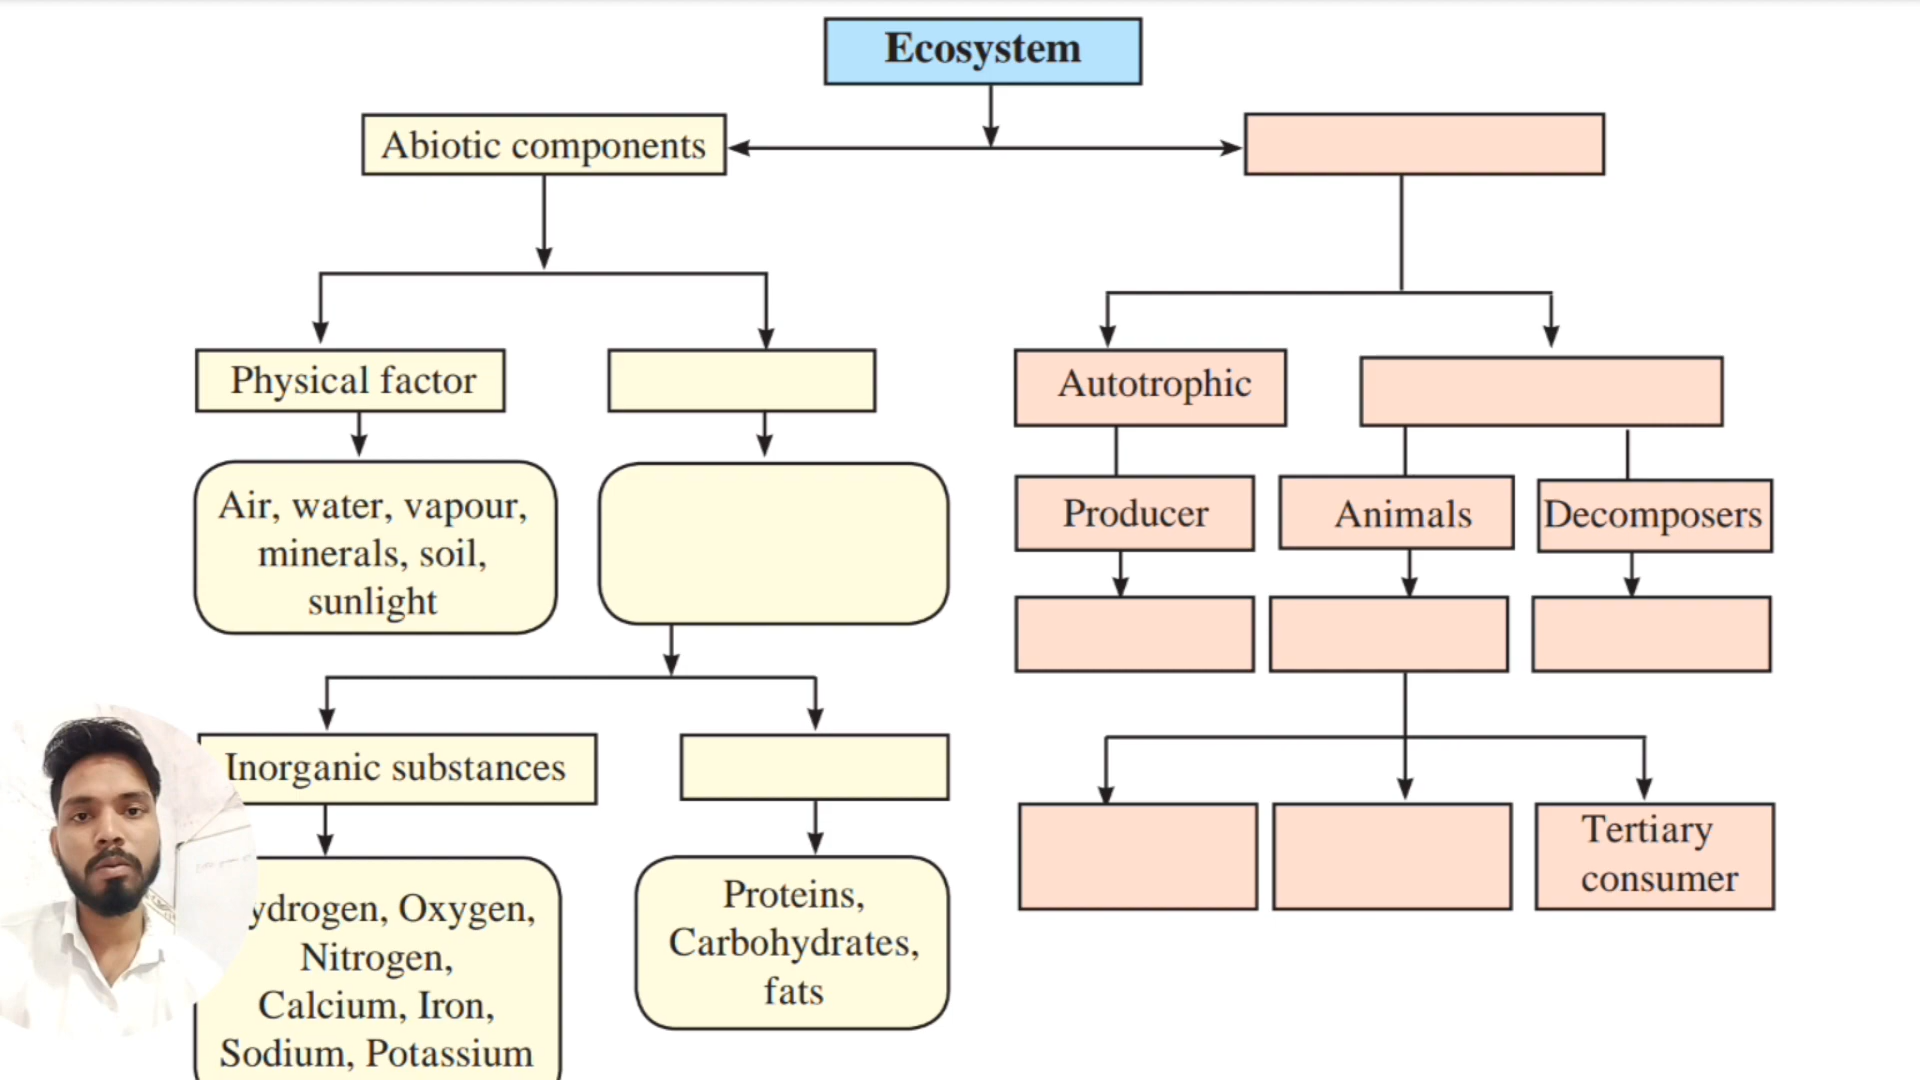 Ecosystem
Abiotic components
Physical factor
Air, water, vapour,
minerals, soil,
sunlight
Inorganic substances
ydrogen, Oxygen,
Nitrogen,
Calcium, Iron,
Sodium, Potassium
Proteins,
Carbohydrates,
fats
Autotrophic
Producer
Animals
Decomposers
Tertiary
consumer